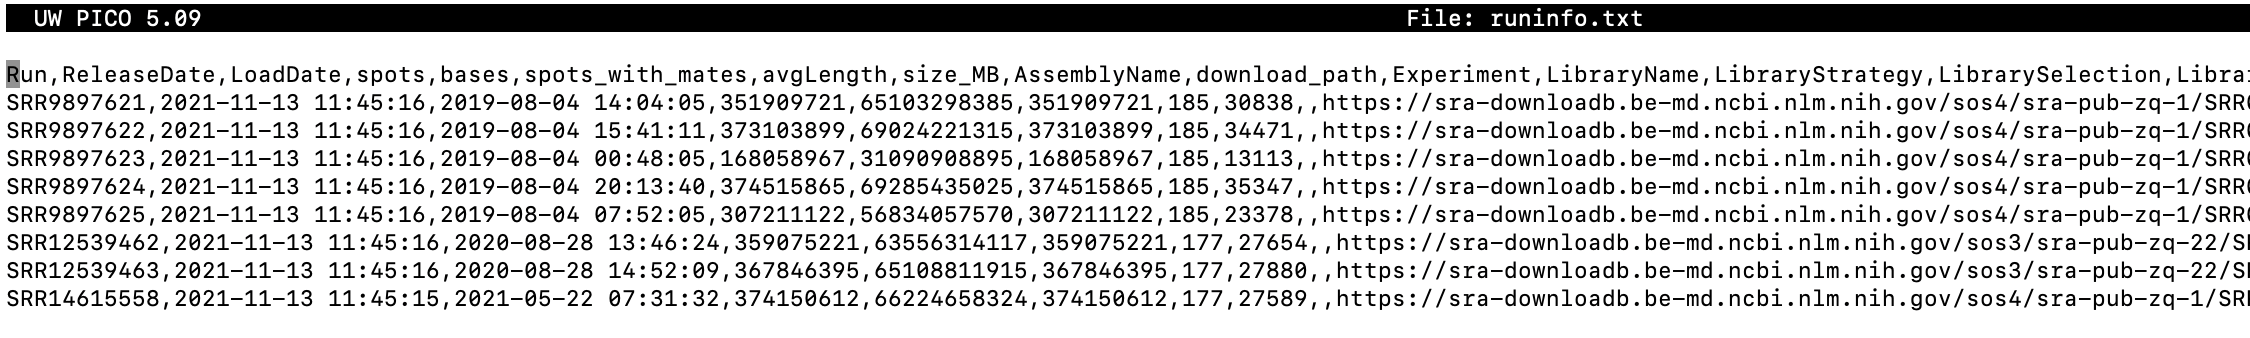 UW PICO 5.09 File: runinfo.txt
Run,ReleaseDate,LoadDate,spots,bases,spots_with_mates,avgLength,size_MB,AssemblyName,download_path,Experiment,LibraryName,LibraryStrategy,LibrarySelection,Librar
SRR9897621,2021-11-13 11:45:16,2019-08-04 14:04:05,351909721,65103298385,351909721,185,30838,,https://sra-downloadb.be-md.ncbi.nlm.nih.gov/sos4/sra-pub-zq-1/SRR
SRR9897622,2021-11-13 11:45:16,2019-08-04 15:41:11,373103899,69024221315,373103899,185,34471,,https://sra-downloadb.be-md.ncbi.nlm.nih.gov/sos4/sra-pub-zq-1/SRR
SRR9897623,2021-11-13 11:45:16,2019-08-04 00:48:05,168058967,31090908895,168058967,185,13113,,https://sra-downloadb.be-md.ncbi.nlm.nih.gov/sos4/sra-pub-zq-1/SRR
SRR9897624,2021-11-13 11:45:16,2019-08-04 20:13:40,374515865,69285435025,374515865,185,35347,,https://sra-downloadb.be-md.ncbi.nlm.nih.gov/sos4/sra-pub-zq-1/SRR
SRR9897625,2021-11-13 11:45:16,2019-08-04 07:52:05,307211122,56834057570,307211122,185,23378,,https://sra-downloadb.be-md.ncbi.nlm.nih.gov/sos4/sra-pub-zq-1/SRR
SRR12539462,2021-11-13 11:45:16,2020-08-28 13:46:24,359075221,63556314117,359075221,177,27654,,https://sra-downloadb.be-md.ncbi.nlm.nih.gov/sos3/sra-pub-zq-22/S
SRR12539463,2021-11-13 11:45:16,2020-08-28 14:52:09,367846395,65108811915,367846395,177,27880,,https://sra-downloadb.be-md.ncbi.nlm.nih.gov/sos3/sra-pub-zq-22/S
SRR14615558,2021-11-13 11:45:15,2021-05-22 07:31:32,374150612,66224658324,374150612,177,27589,,https://sra-downloadb.be-md.ncbi.nlm.nih.gov/sos4/sra-pub-zq-1/SR